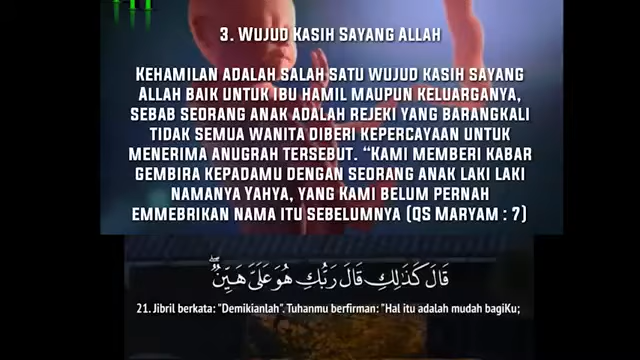 3. Wujud Kasih Sayang Allah
Kehamilan adalah salah satu wujud kasih sayang
Allah baik untuk ibu hamil maupun keluarganya,
sebab seorang anak adalah rejeki yang barangkali
tidak semua wanita diberi kepercayaan untuk
menerima anugrah tersebut. “Kami memberi kabar
gembira kepadamu dengan seorang anak laki laki
namanya Yahya, yang Kami belum pernah
emmebrikan nama itu sebelumnya (QS Maryam : 7)
قَالَ كَذَٰلِكِ قَالَ رَبُّكِ هُوَ عَلَيَّ هَيِّنٌۖ
21. Jibril berkata: "Demikianlah". Tuhanmu berfirman: "Hal itu adalah mudah bagiKu;